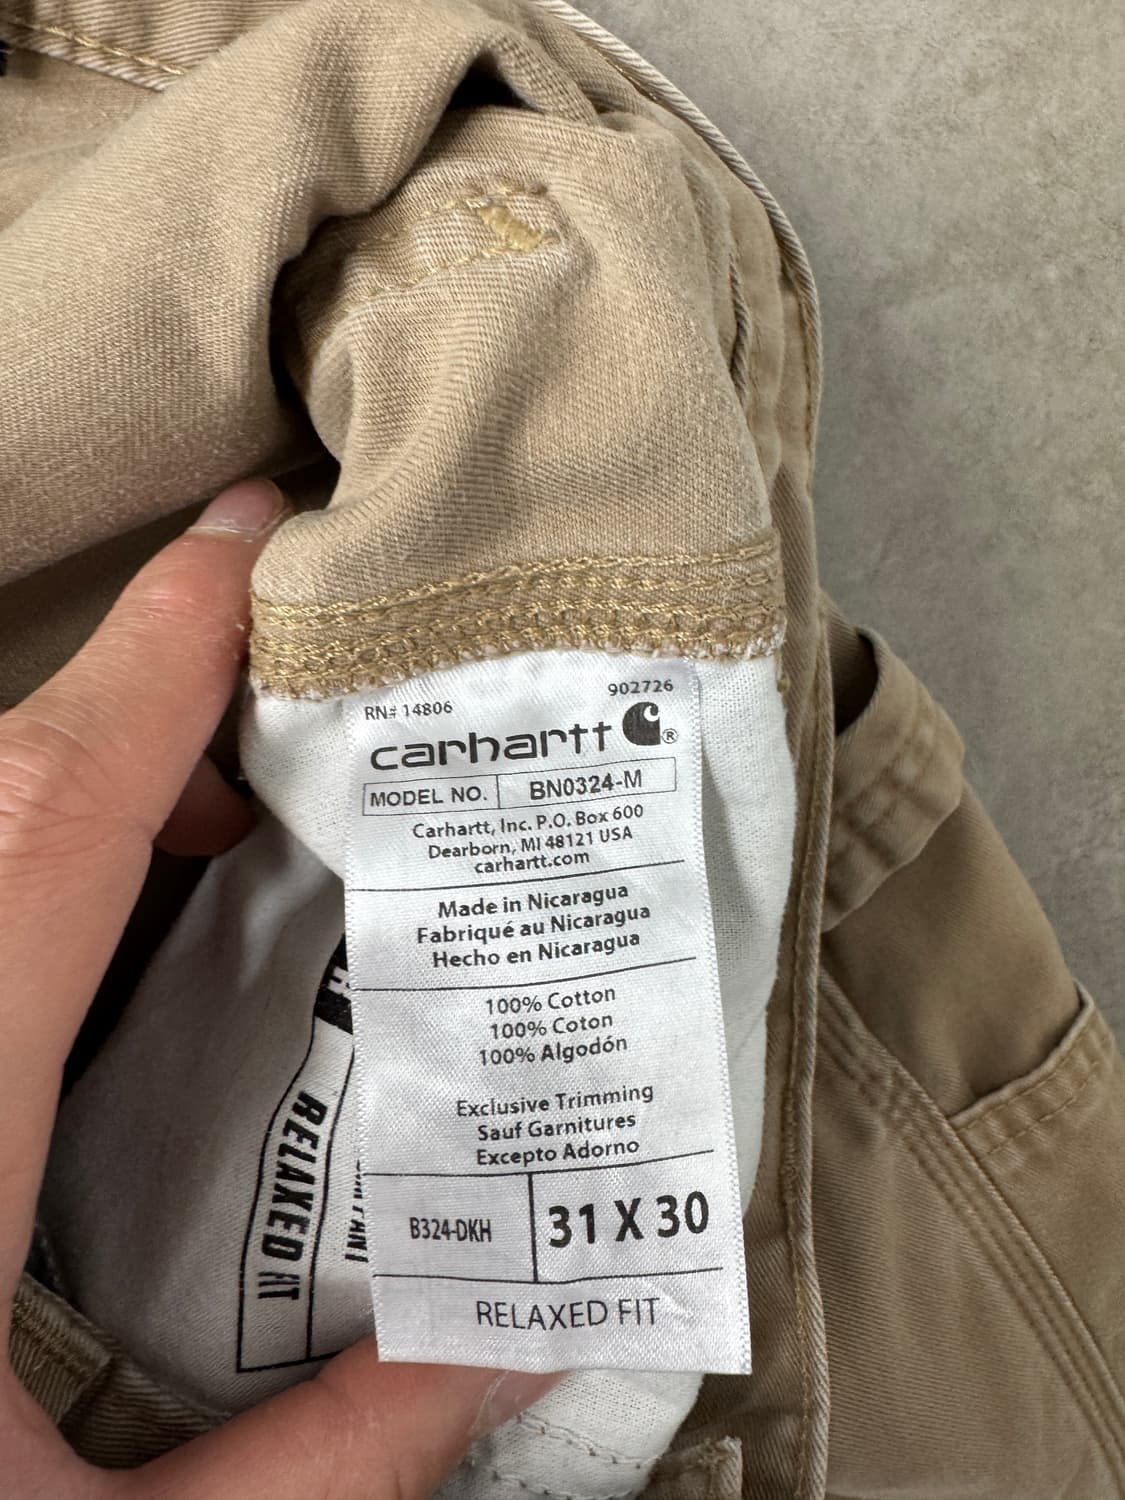 902726
RN# 14806
carhartt ®
MODEL NO. BN0324-M
Carhartt, Inc. P.O. Box 600
Dearborn, MI 48121 USA
carhartt.com
Made in Nicaragua
Fabriqué au Nicaragua
Hecho en Nicaragua
100% Cotton
100% Coton
100% Algodón
Exclusive Trimming
Sauf Garnitures
Excepto Adorno
B324-DKH 31 X 30
RELAXED FIT
RELAXED FIT